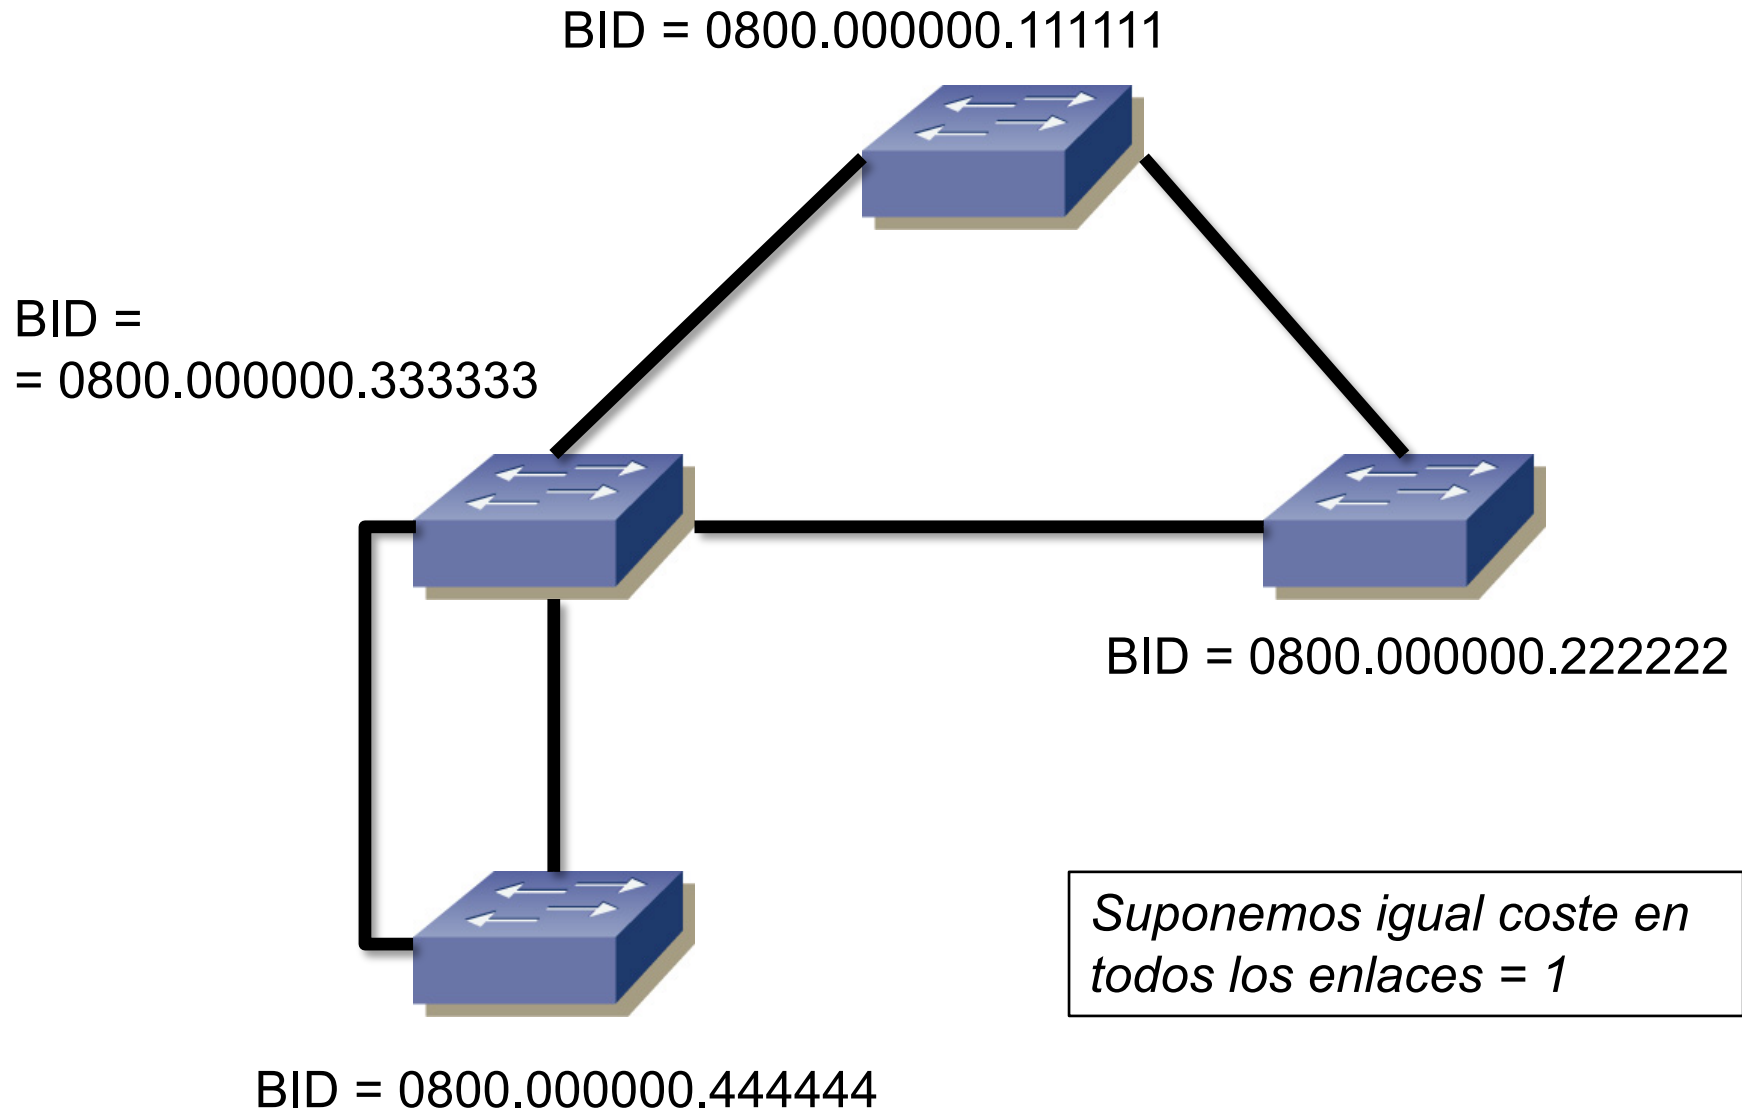 BID = 0800.000000.111111
BID =
= 0800.000000.333333
BID = 0800.000000.222222
Suponemos igual coste en
todos los enlaces = 1
BID = 0800.000000.444444